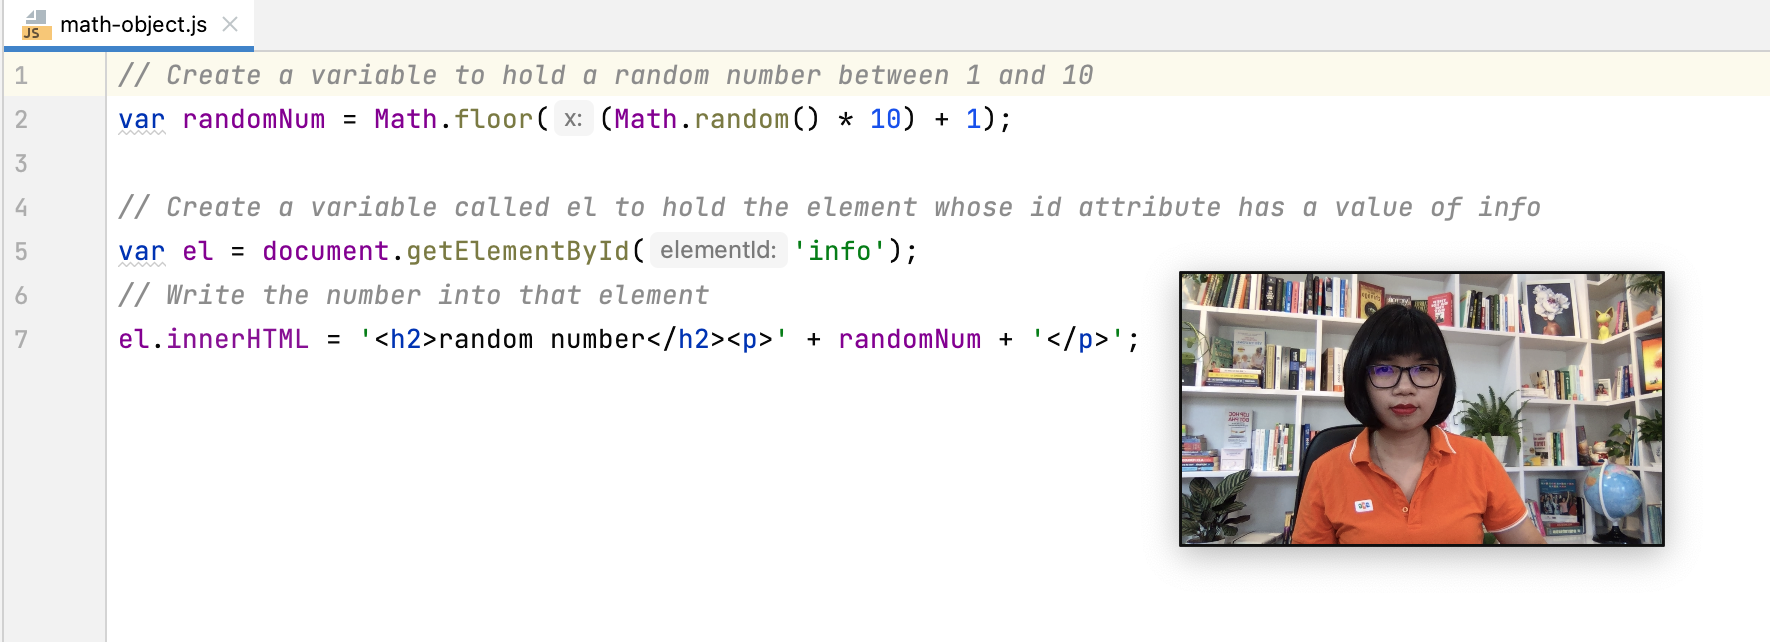 JS math-object.js
1 // Create a variable to hold a random number between 1 and 10
2 var randomNum = Math.floor( x: (Math.random() * 10) + 1);
3
4 // Create a variable called el to hold the element whose id attribute has a value of info
5 var el = document.getElementById( elementId: 'info');
6 // Write the number into that element
7 el.innerHTML = '<h2>random number</h2><p>' + randomNum + '</p>';